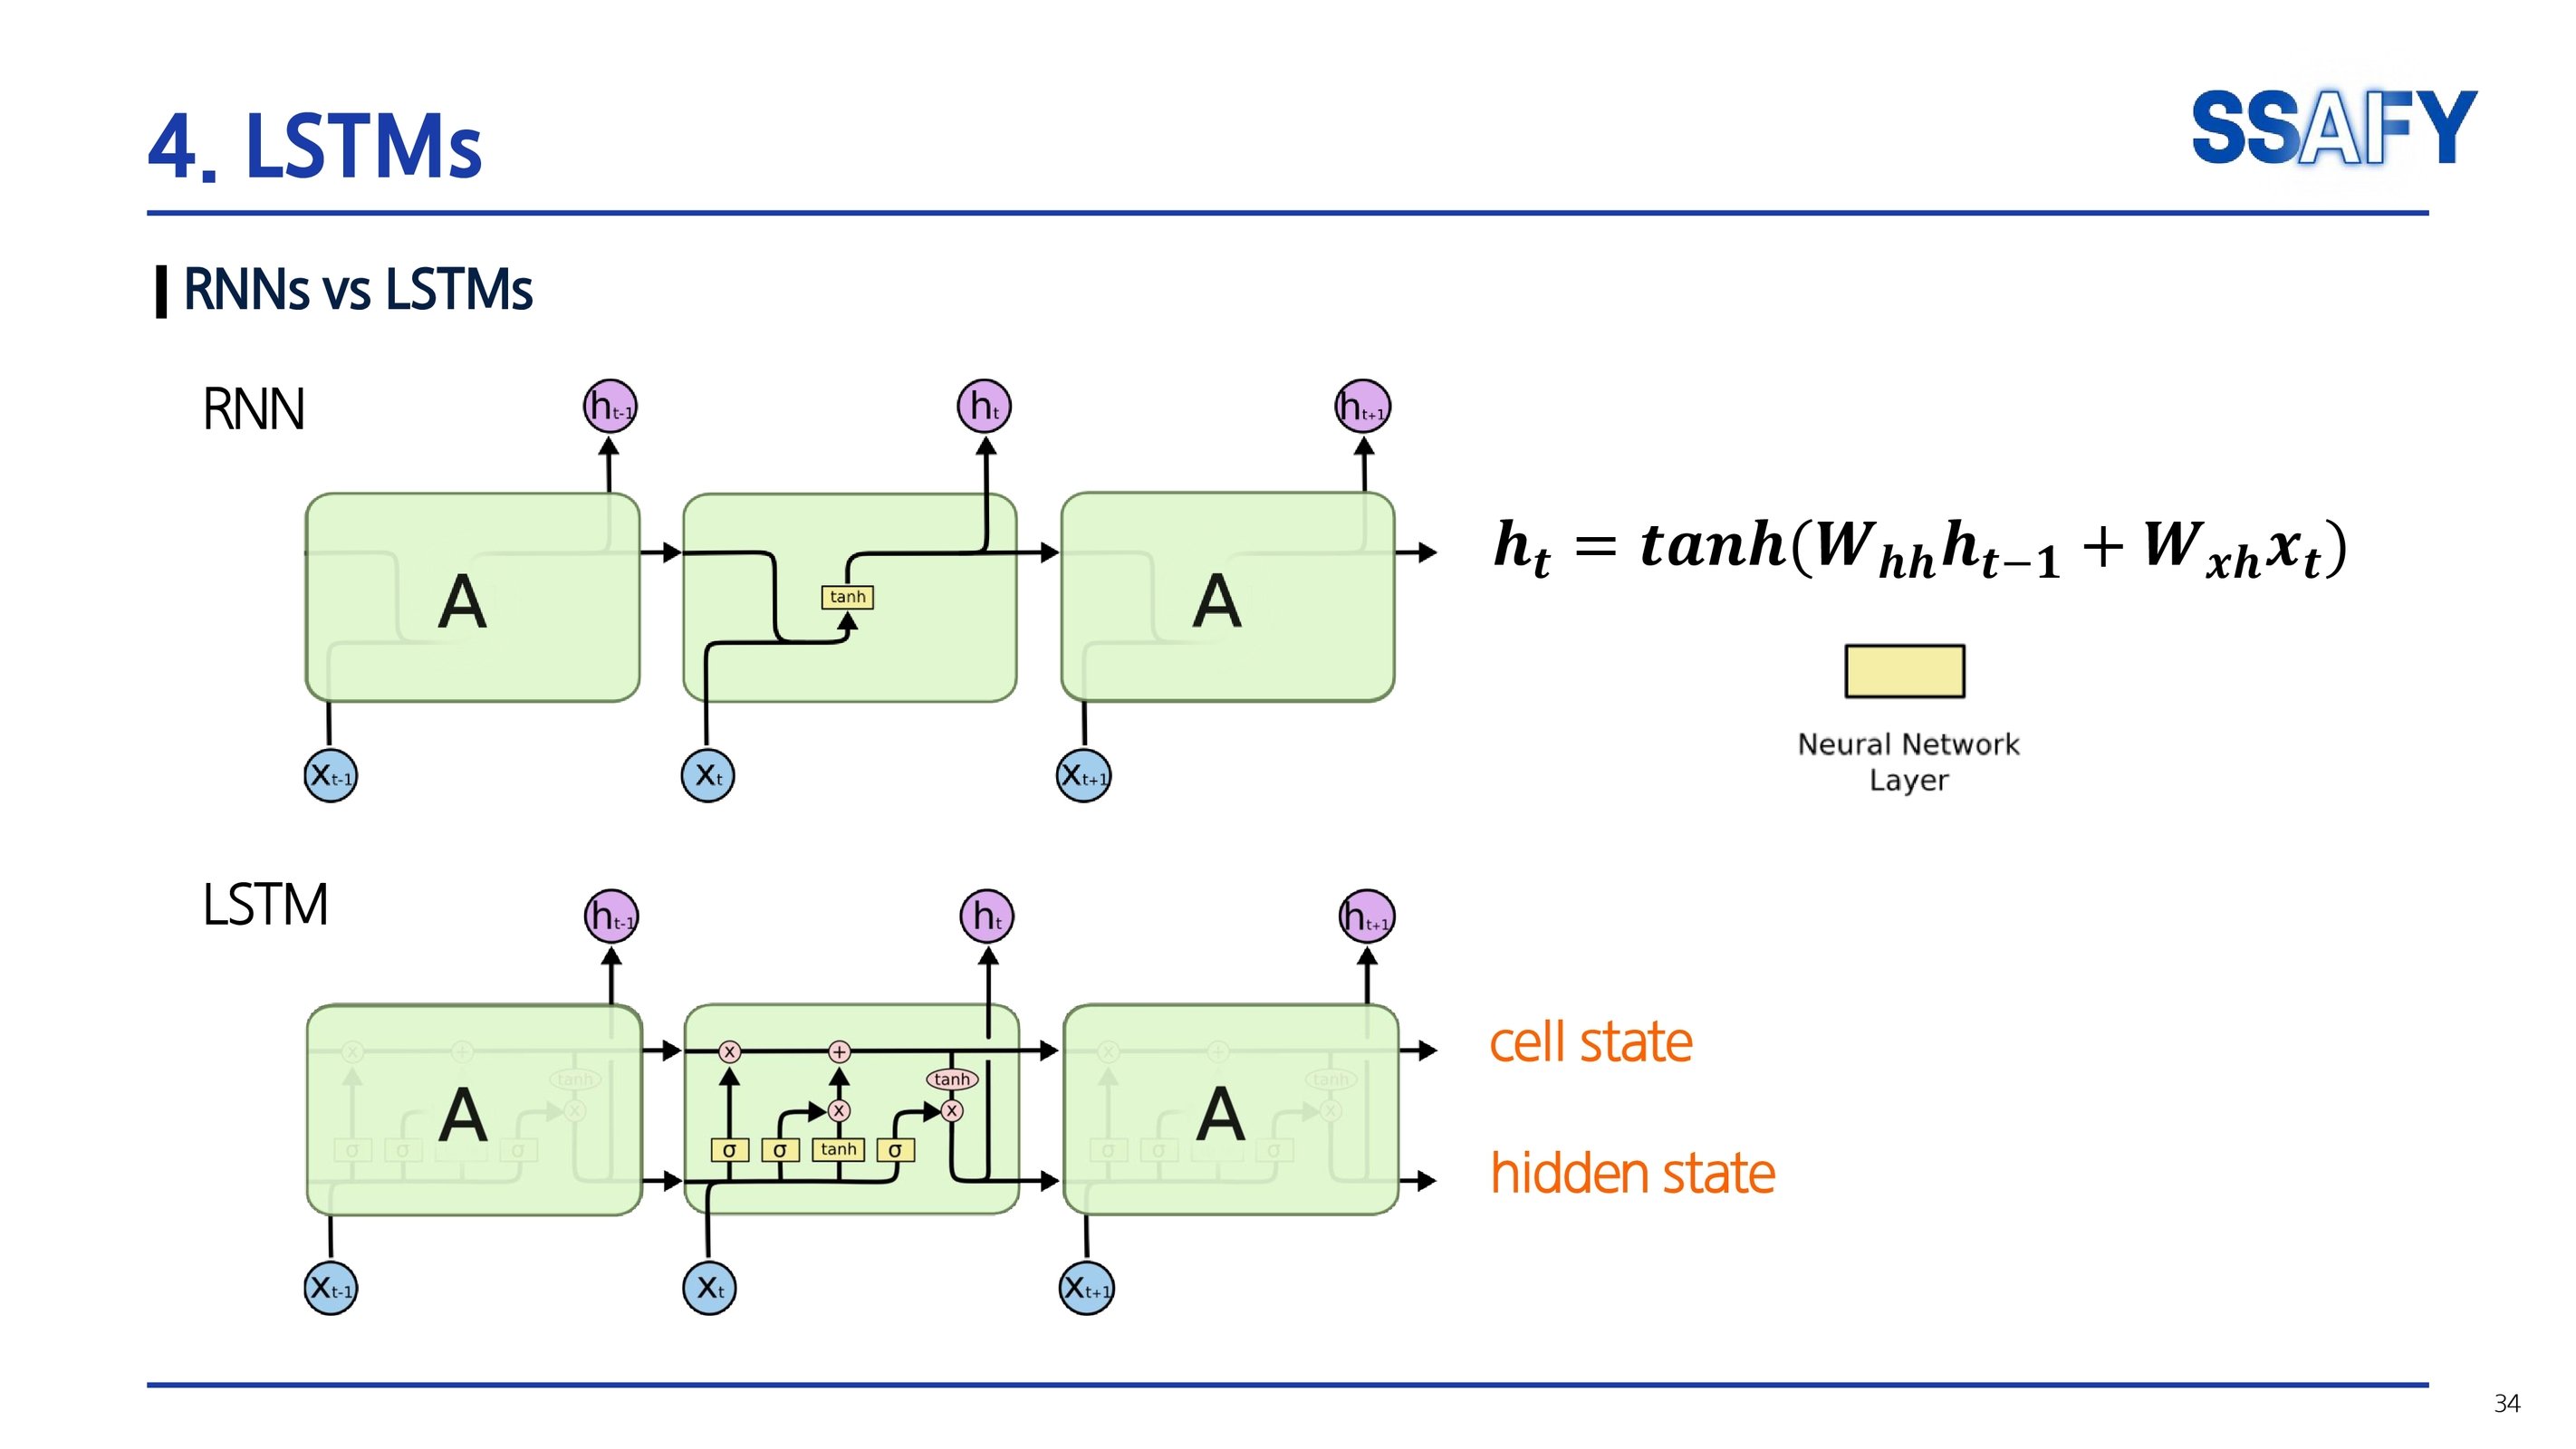 4. LSTMs
SSAFY
RNNs vs LSTMs
RNN
h_{t-1} h_t h_{t+1}
A
tanh
A
h_t = tanh(W_{hh}h_{t−1} + W_{xh}x_t)
Neural Network
Layer
x_{t-1} x_t x_{t+1}
LSTM
h_{t-1} h_t h_{t+1}
cell state
x + x + x +
tanh tanh tanh
x x x
A A
σ σ σ σ σ tanh σ σ σ σ
hidden state
x_{t-1} x_t x_{t+1}
34